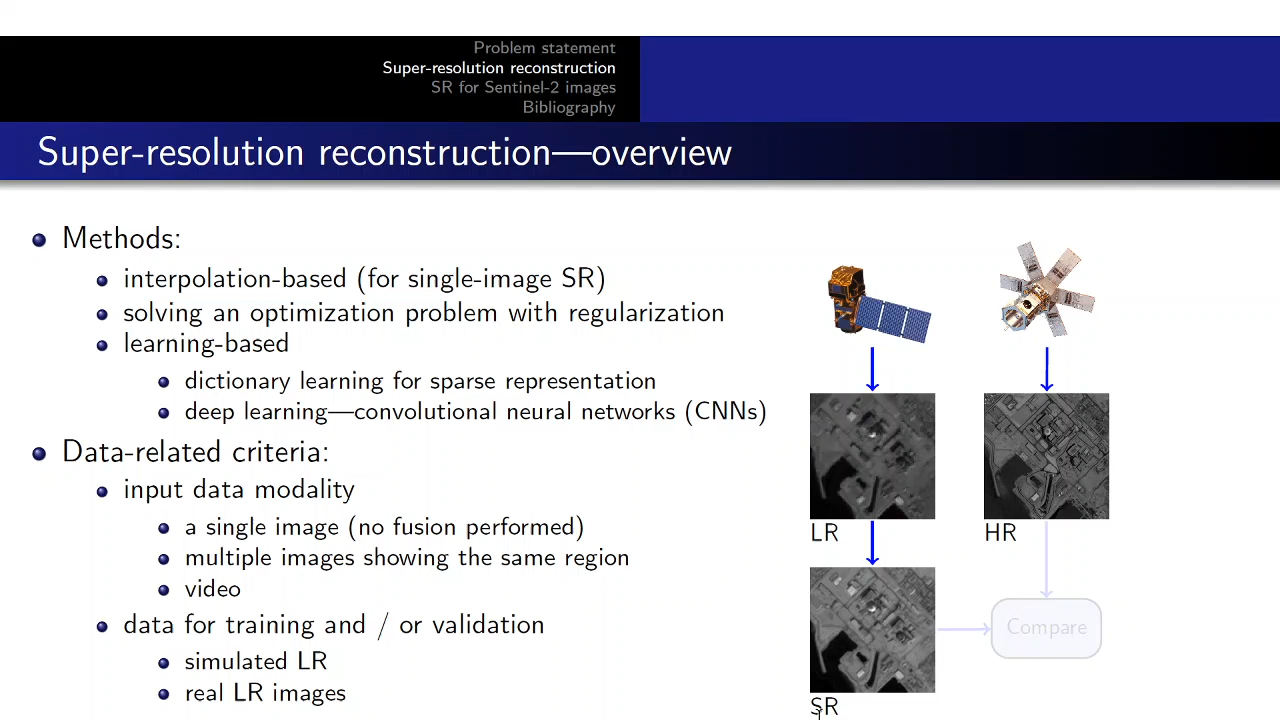 Problem statement
Super-resolution reconstruction
SR for Sentinel-2 images
Bibliography
Super-resolution reconstruction—overview
Methods:
interpolation-based (for single-image SR)
solving an optimization problem with regularization
learning-based
dictionary learning for sparse representation
deep learning—convolutional neural networks (CNNs)
Data-related criteria:
input data modality
a single image (no fusion performed)
multiple images showing the same region
video
data for training and / or validation
simulated LR
real LR images
LR
HR
Compare
SR